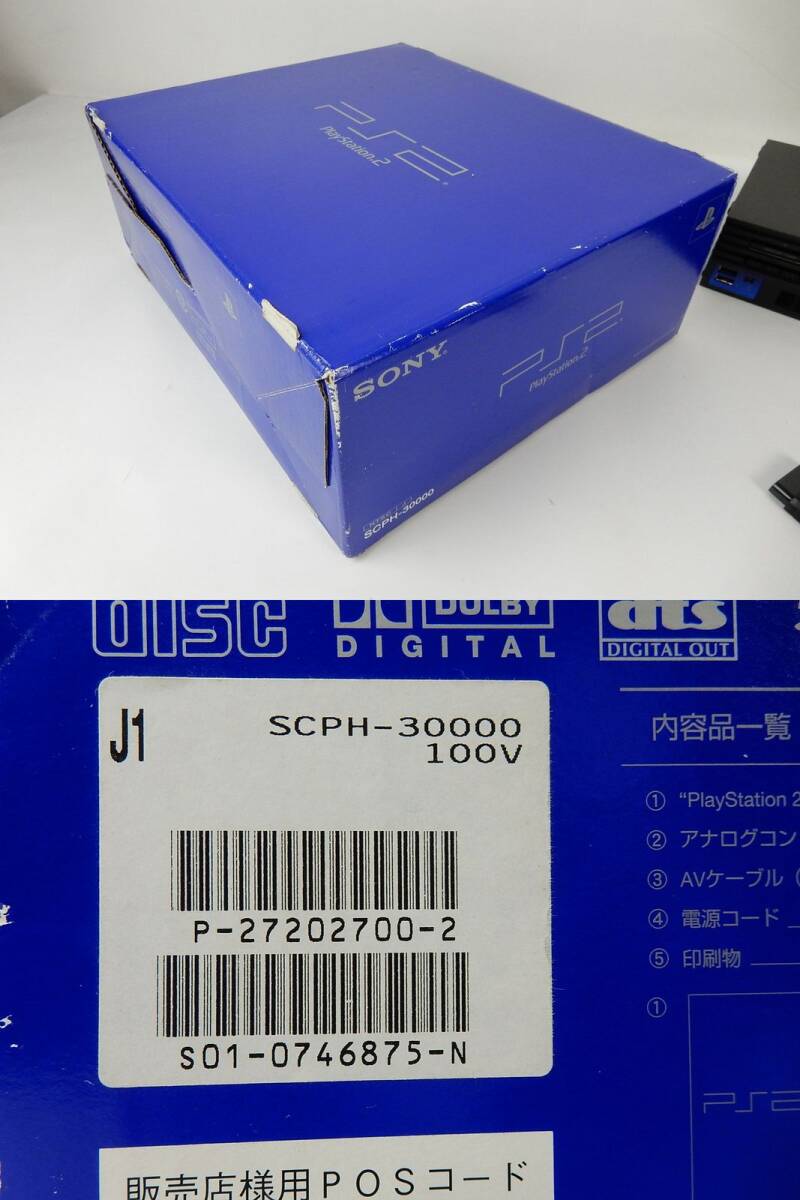 PS2
PlayStation.2
SONY
PS2
PlayStation.2
SCPH-30000
DISC
DOLBY
DIGITAL
dts
DIGITAL OUT
J1
SCPH-30000
100V
P-27202700-2
S01-0746875-N
販売店様用POSコード
内容品一覧
① "PlayStation 2
② アナログコン
③ AVケーブル(
④ 電源コード
⑤ 印刷物
①
PS2